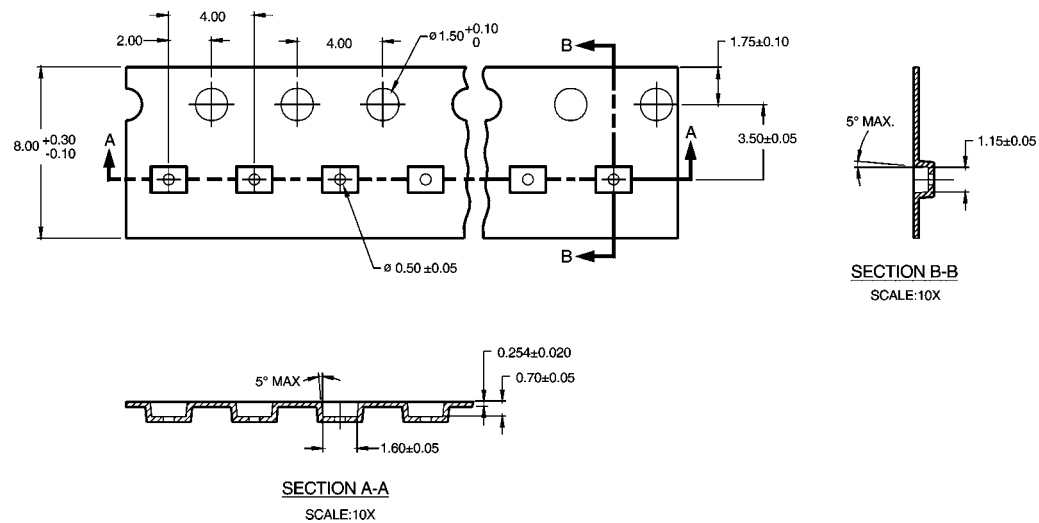 4.00
2.00
4.00
ø 1.50 +0.10
0
B
1.75±0.10
8.00 +0.30
-0.10
A
A
3.50±0.05
5° MAX.
1.15±0.05
B
ø 0.50 ±0.05
SECTION B-B
SCALE:10X
0.254±0.020
5° MAX
0.70±0.05
1.60±0.05
SECTION A-A
SCALE:10X